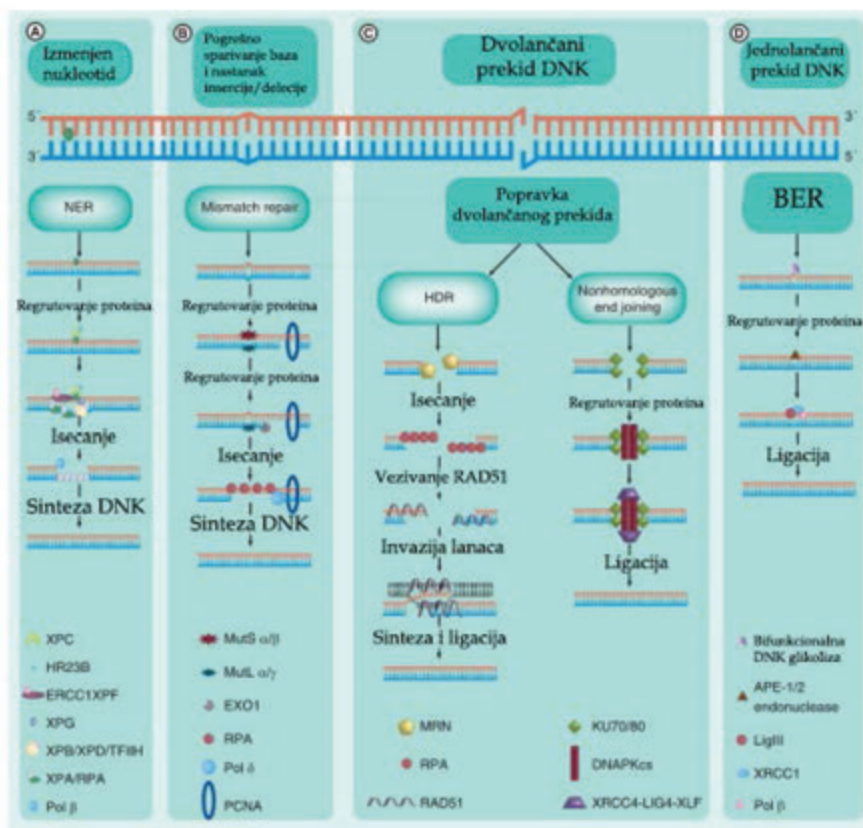 A
Izmenjen
nukleotid
B
Pogrešno
sparivanje baza
i nastanak
insercije/delecije
C
Dvolančani
prekid DNK
D
Jednolančani
prekid DNK
5´
3´
3´
5´
NER
Regrutovanje proteina
Isecanje
Sinteza DNK
XPC
HR23B
ERCC1XPF
XPG
XPB/XPD/TFIIH
XPA/RPA
Pol β
Mismatch repair
Regrutovanje proteina
Regrutovanje proteina
Isecanje
Sinteza DNK
MutS α/β
MutL α/γ
EXO1
RPA
Pol δ
PCNA
Popravka
dvolančanog prekida
HDR
Isecanje
Vezivanje RAD51
Invazija lanaca
Sinteza i ligacija
MRN
RPA
RAD51
Nonhomologous
end joining
Regrutovanje proteina
Ligacija
KU70/80
DNAPKcs
XRCC4-LIG4-XLF
BER
Regrutovanje proteina
Ligacija
Bifunkcionalna
DNK glikoliza
APE-1/2
endonuclease
LigIII
XRCC1
Pol β